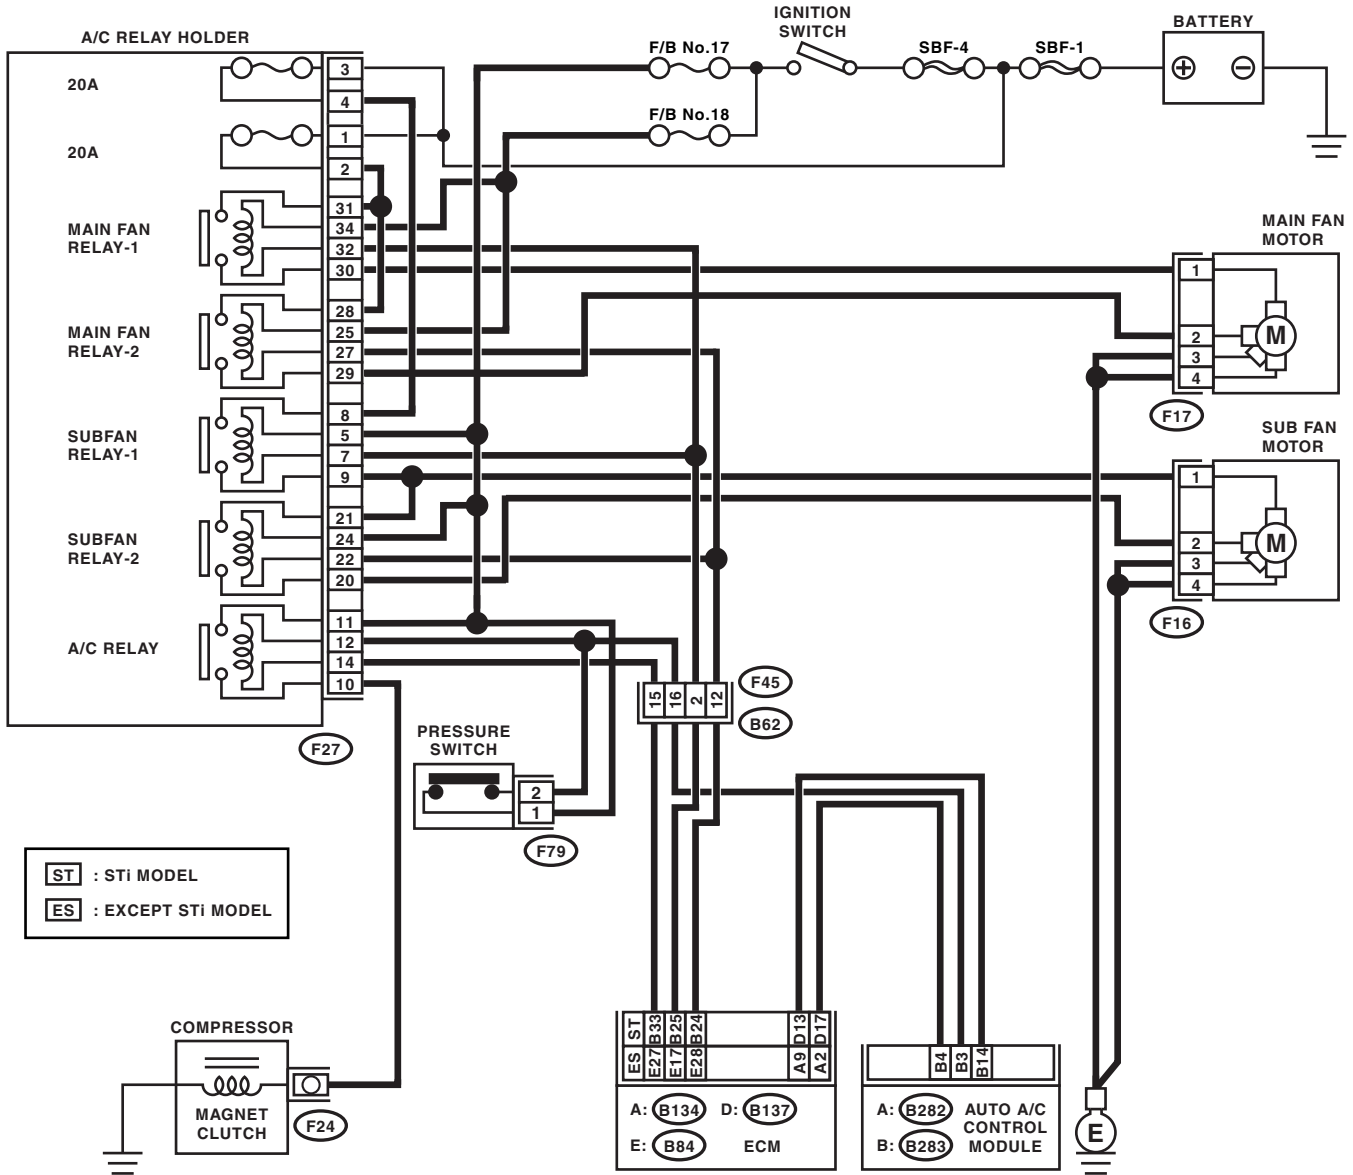 IGNITION
SWITCH
BATTERY
A/C RELAY HOLDER
F/B No.17
SBF-4
SBF-1
F/B No.18
20A
3
4
20A
1
2
MAIN FAN
RELAY-1
31
34
32
30
MAIN FAN
RELAY-2
28
25
27
29
SUBFAN
RELAY-1
8
5
7
9
SUBFAN
RELAY-2
21
24
22
20
A/C RELAY
11
12
14
10
F27
MAIN FAN
MOTOR
1
2
3
4
M
F17
SUB FAN
MOTOR
1
2
3
4
M
F16
15
16
2
12
F45
B62
PRESSURE
SWITCH
2
1
F79
ST : STi MODEL
ES : EXCEPT STi MODEL
COMPRESSOR
MAGNET
CLUTCH
F24
ST B33 B25 B24 D13 D17
ES E27 E17 E28 A9 A2
A: B134 D: B137
E: B84 ECM
B4 B3 B14
A: B282 AUTO A/C
CONTROL
B: B283 MODULE
E